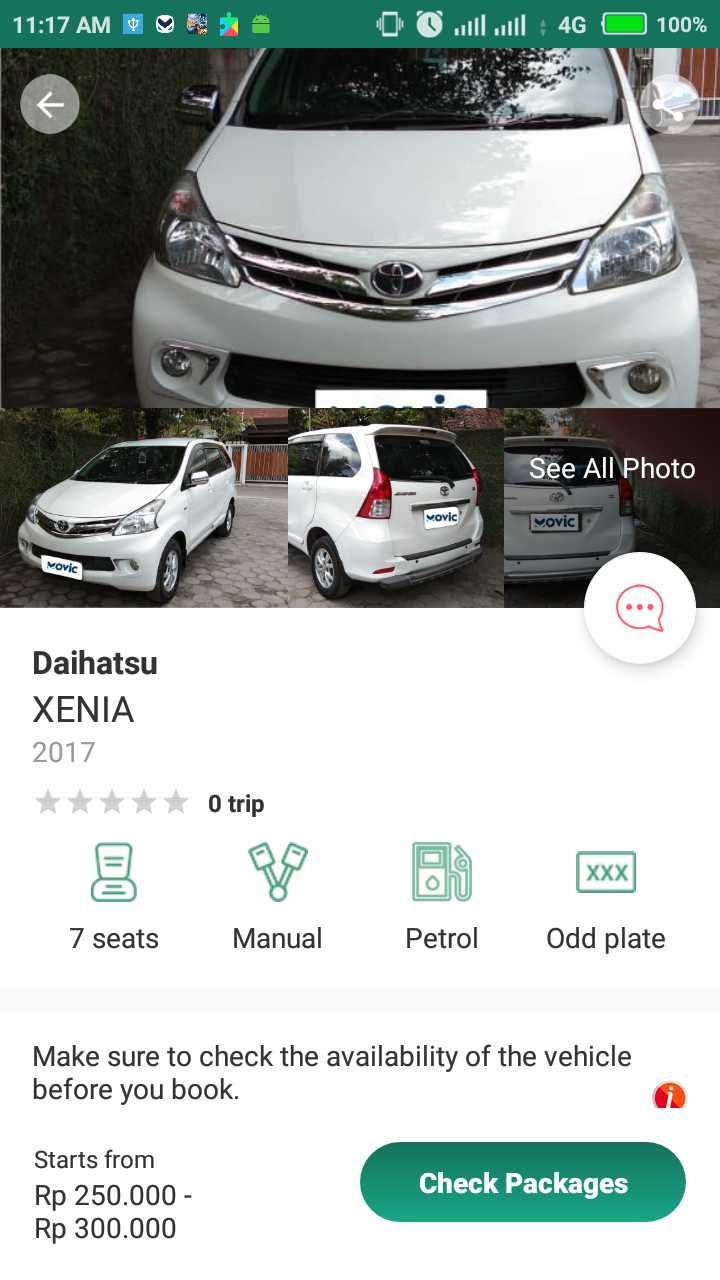 11:17 AM
4G
100%
movic
movic
movic
movic
See All Photo
Daihatsu
XENIA
2017
0 trip
XXX
7 seats
Manual
Petrol
Odd plate
Make sure to check the availability of the vehicle
before you book.
i
Starts from
Rp 250.000 -
Rp 300.000
Check Packages